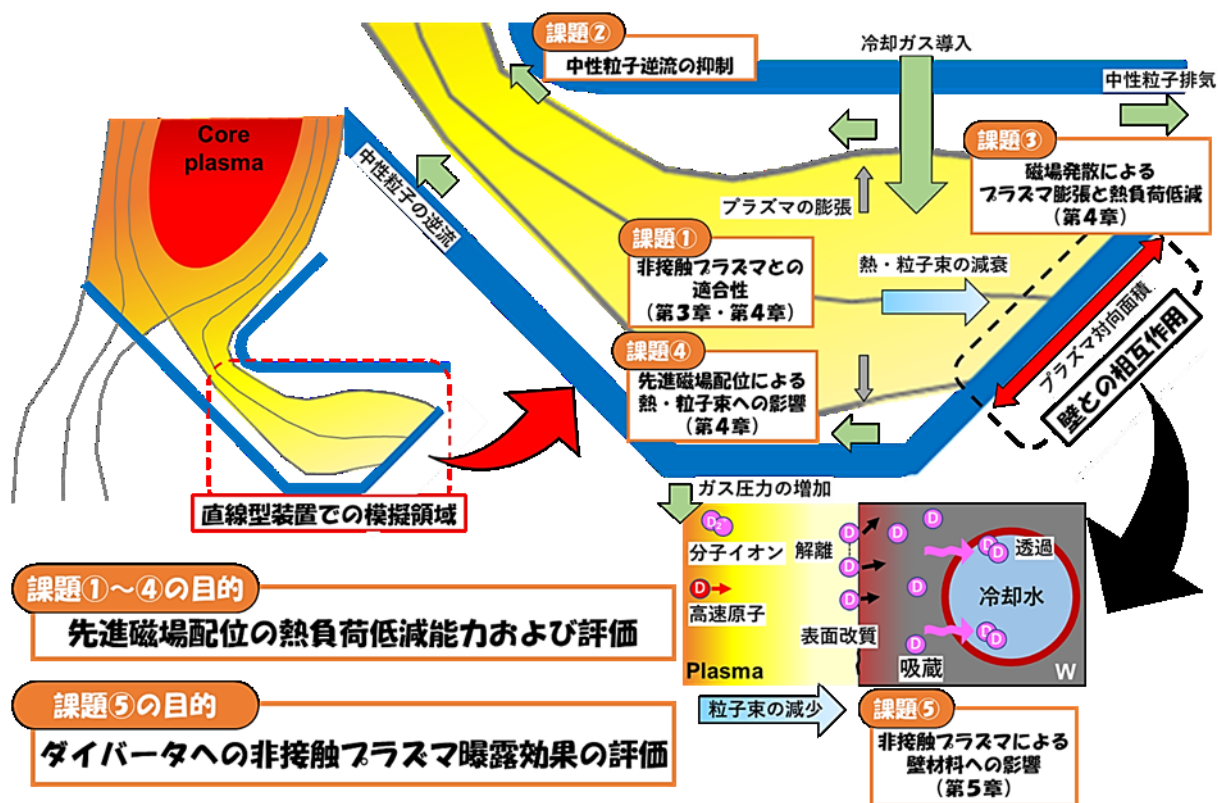 課題②
中性粒子逆流の抑制
冷却ガス導入
中性粒子排気
Core
plasma
中性粒子の逆流
課題③
磁場発散による
プラズマ膨張と熱負荷低減
(第4章)
プラズマの膨張
課題①
非接触プラズマとの
適合性
(第3章・第4章)
熱・粒子束の減衰
課題④
先進磁場配位による
熱・粒子束への影響
(第4章)
プラズマ対向面積
壁との相互作用
直線型装置での模擬領域
ガス圧力の増加
D₂⁺
分子イオン
解離
D
D
D
D
D
D
D
高速原子
表面改質
吸蔵
透過
冷却水
Plasma
W
粒子束の減少
課題①～④の目的
先進磁場配位の熱負荷低減能力および評価
課題⑤の目的
ダイバータへの非接触プラズマ曝露効果の評価
課題⑤
非接触プラズマによる
壁材料への影響
(第5章)